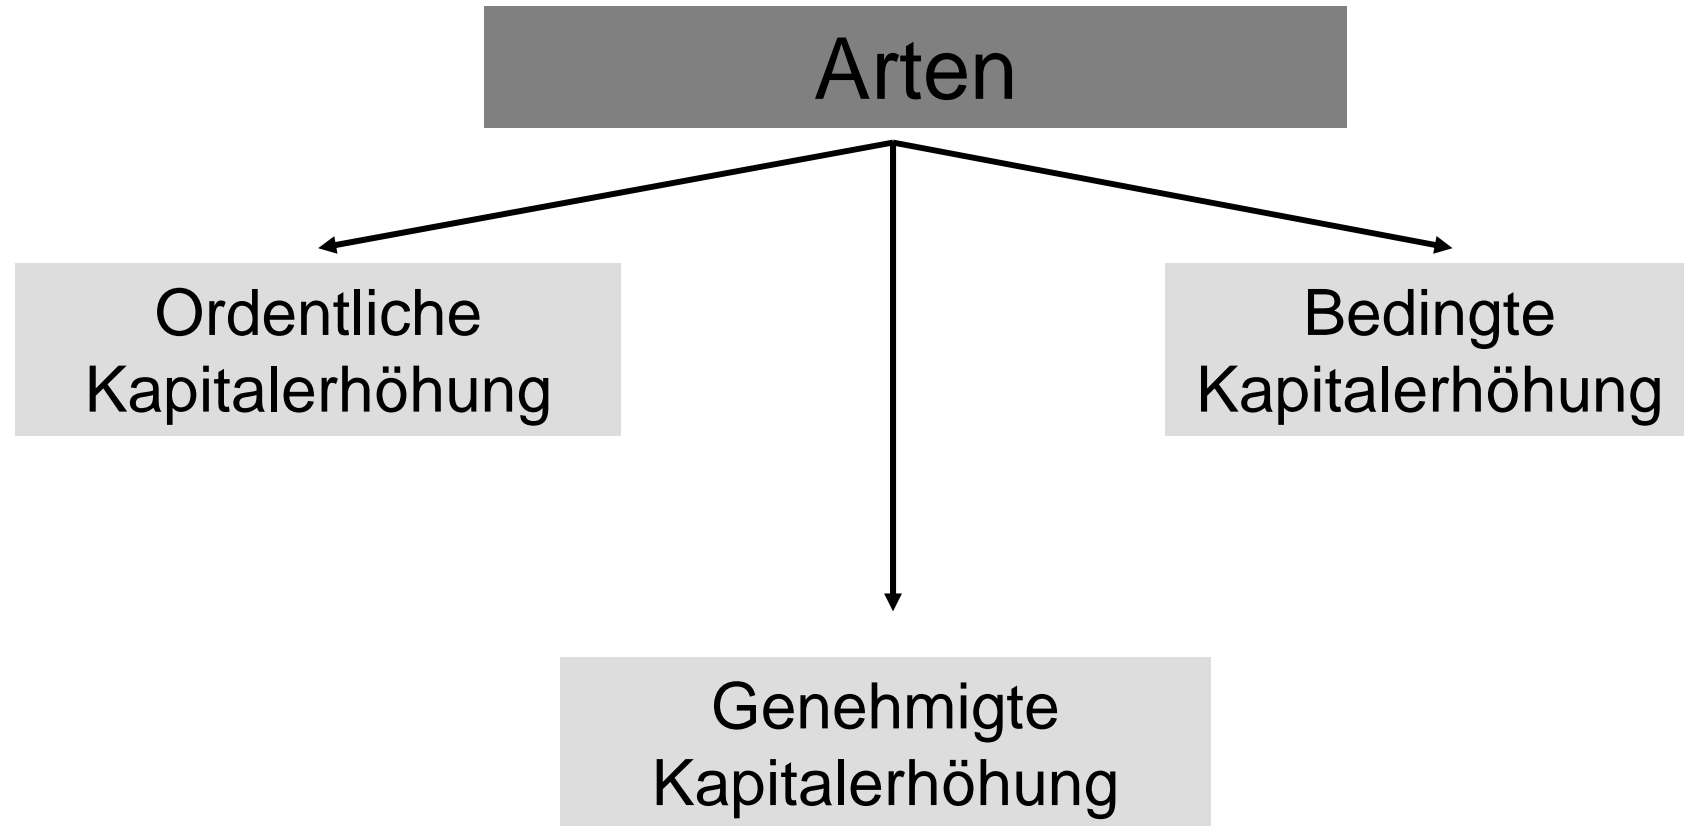 Arten
Ordentliche
Kapitalerhöhung
Bedingte
Kapitalerhöhung
Genehmigte
Kapitalerhöhung